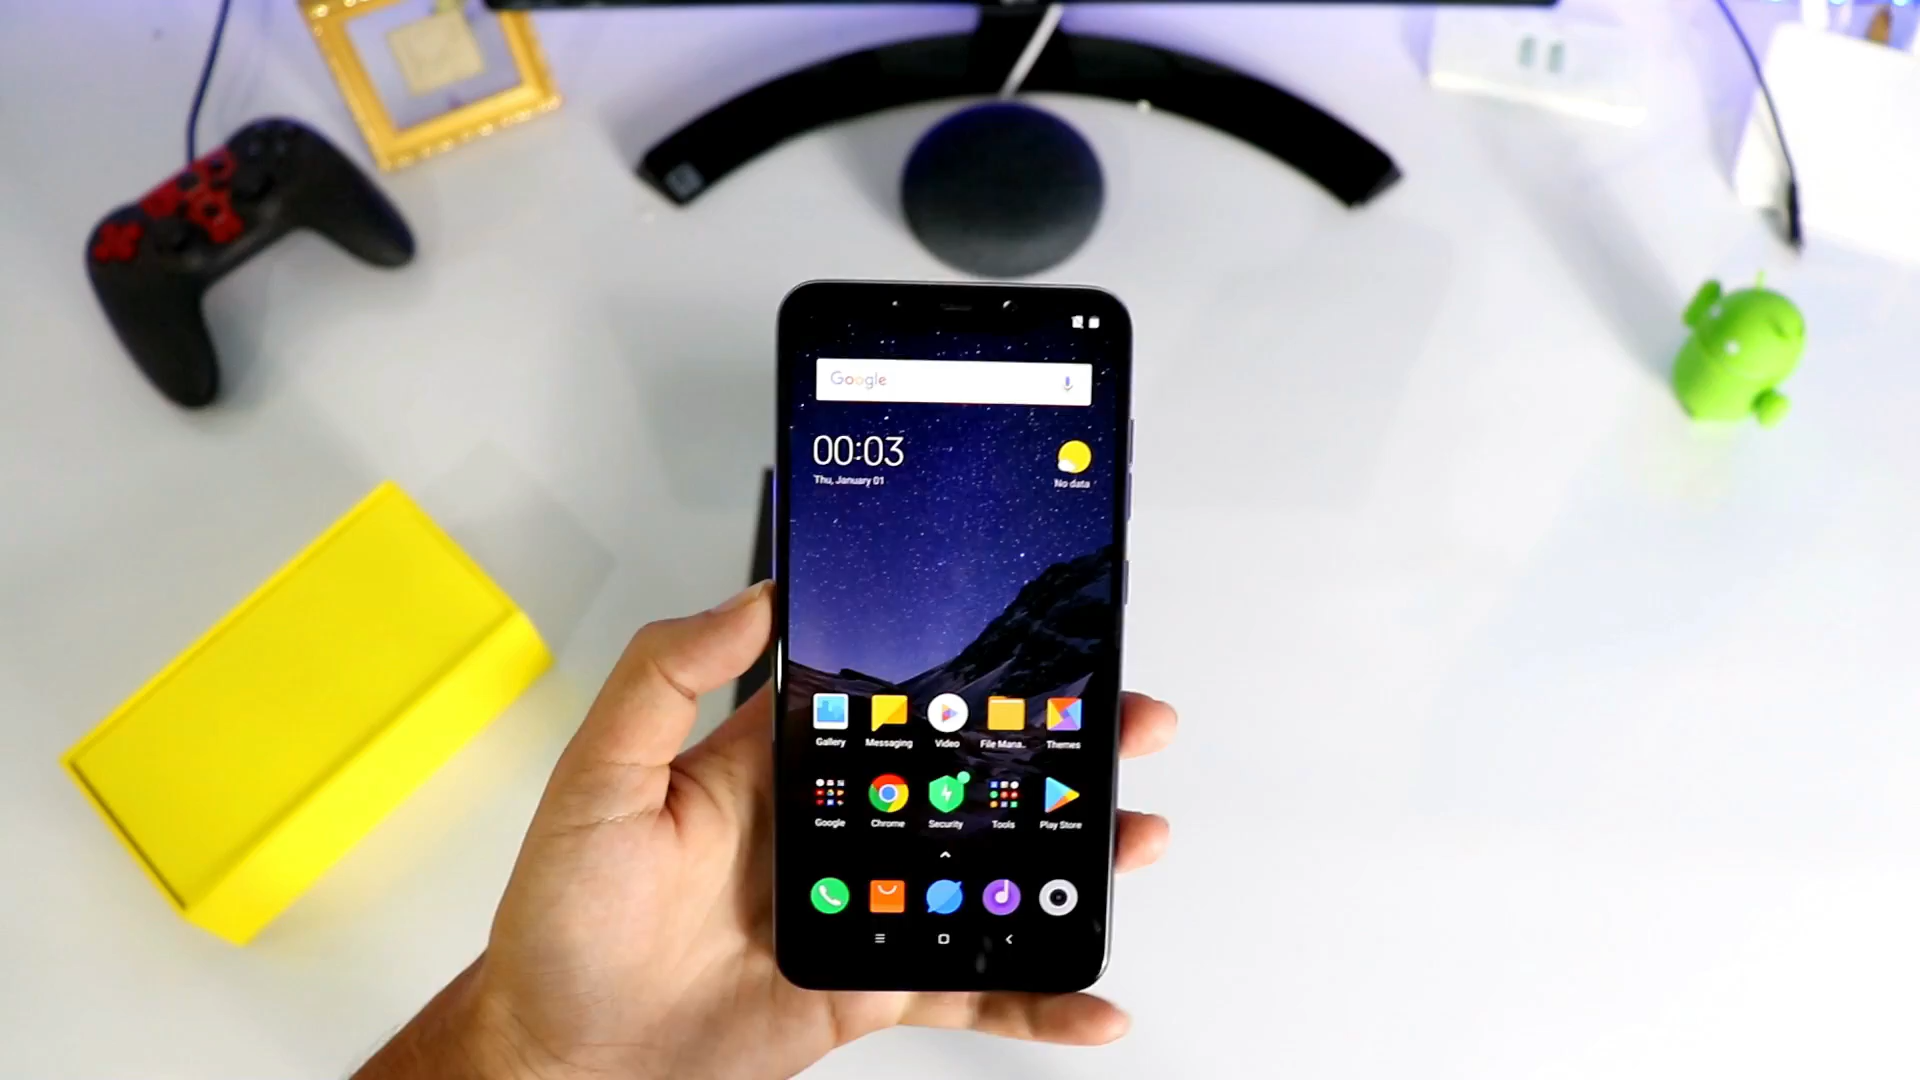 Google
00:03
Thu, January 01
No data
Gallery Messaging Video File Mana.. Themes
Google Chrome Security Tools Play Store